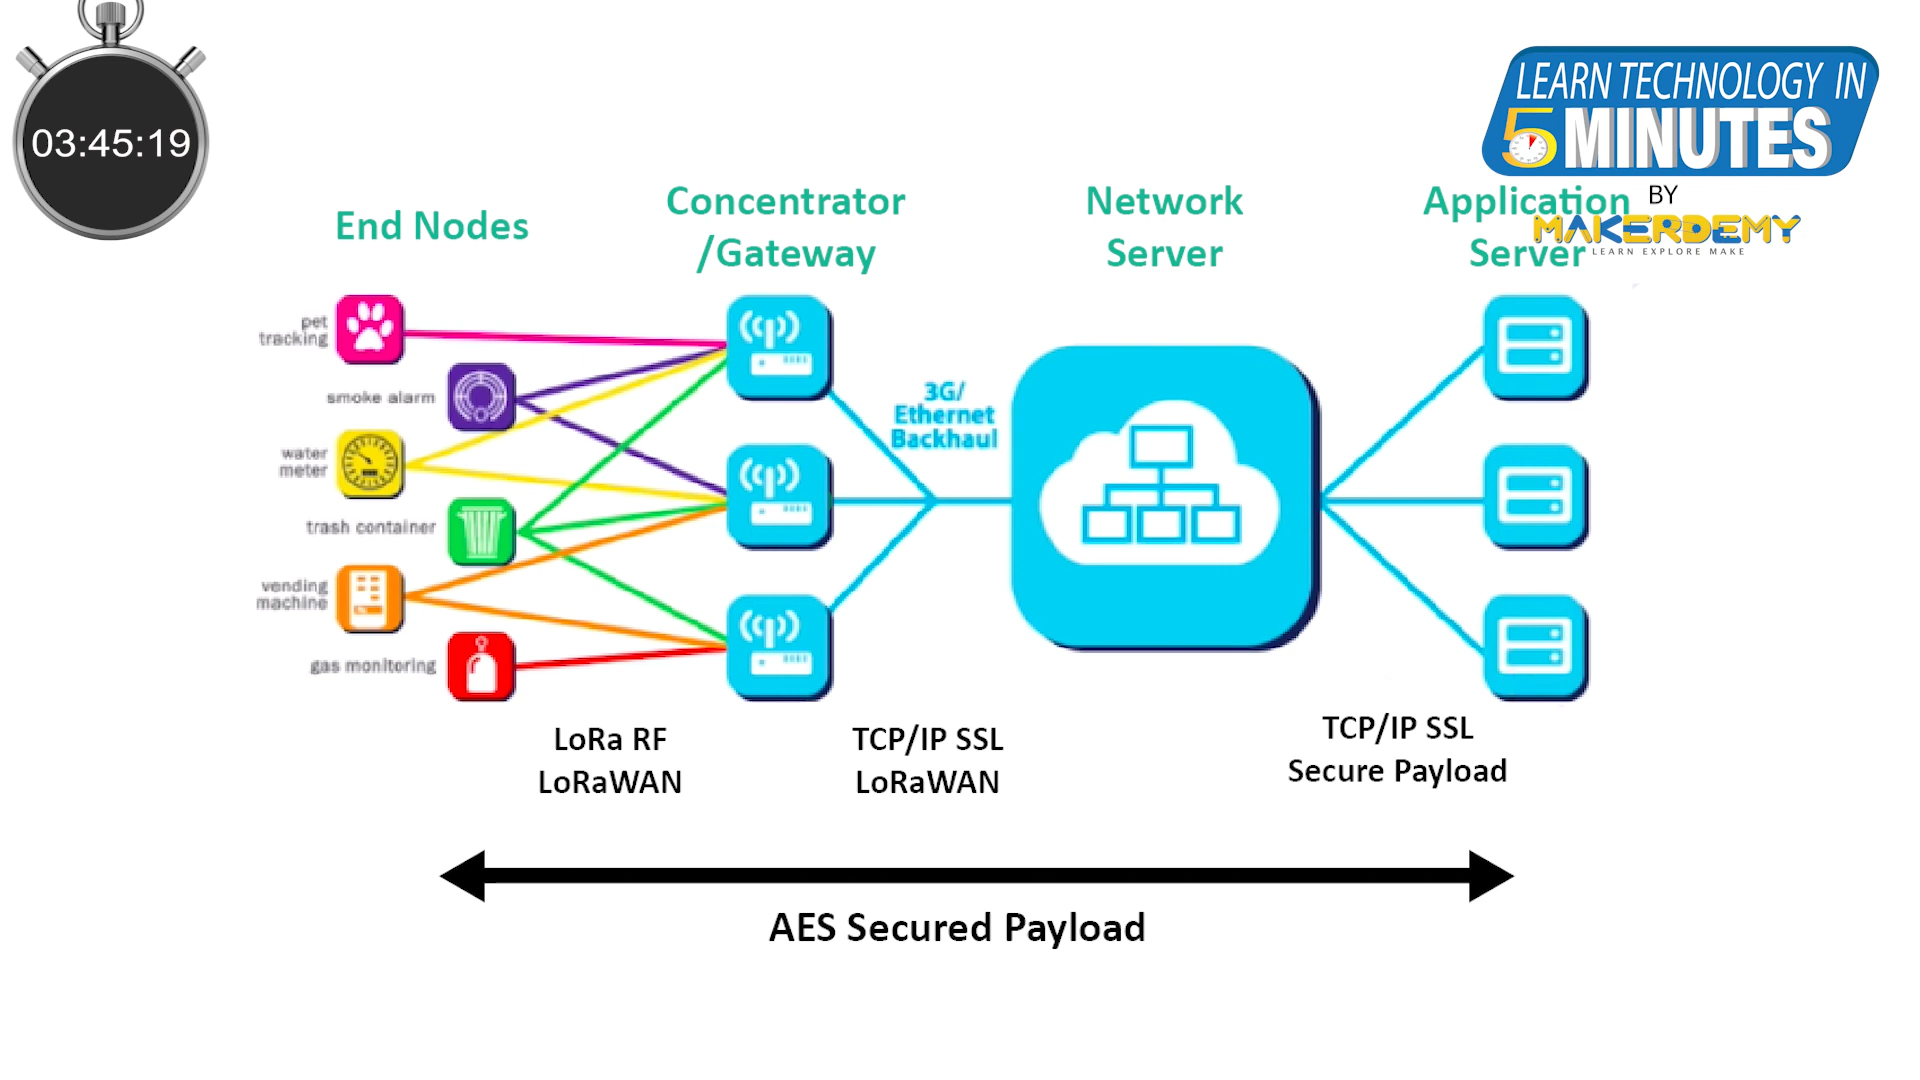 03:45:19
LEARN TECHNOLOGY IN
5 MINUTES
BY
MAKERDEMY
LEARN EXPLORE MAKE
End Nodes
Concentrator
/Gateway
Network
Server
Application
Server
pet
tracking
smoke alarm
water
meter
trash container
vending
machine
gas monitoring
3G/
Ethernet
Backhaul
LoRa RF
LoRaWAN
TCP/IP SSL
LoRaWAN
TCP/IP SSL
Secure Payload
AES Secured Payload